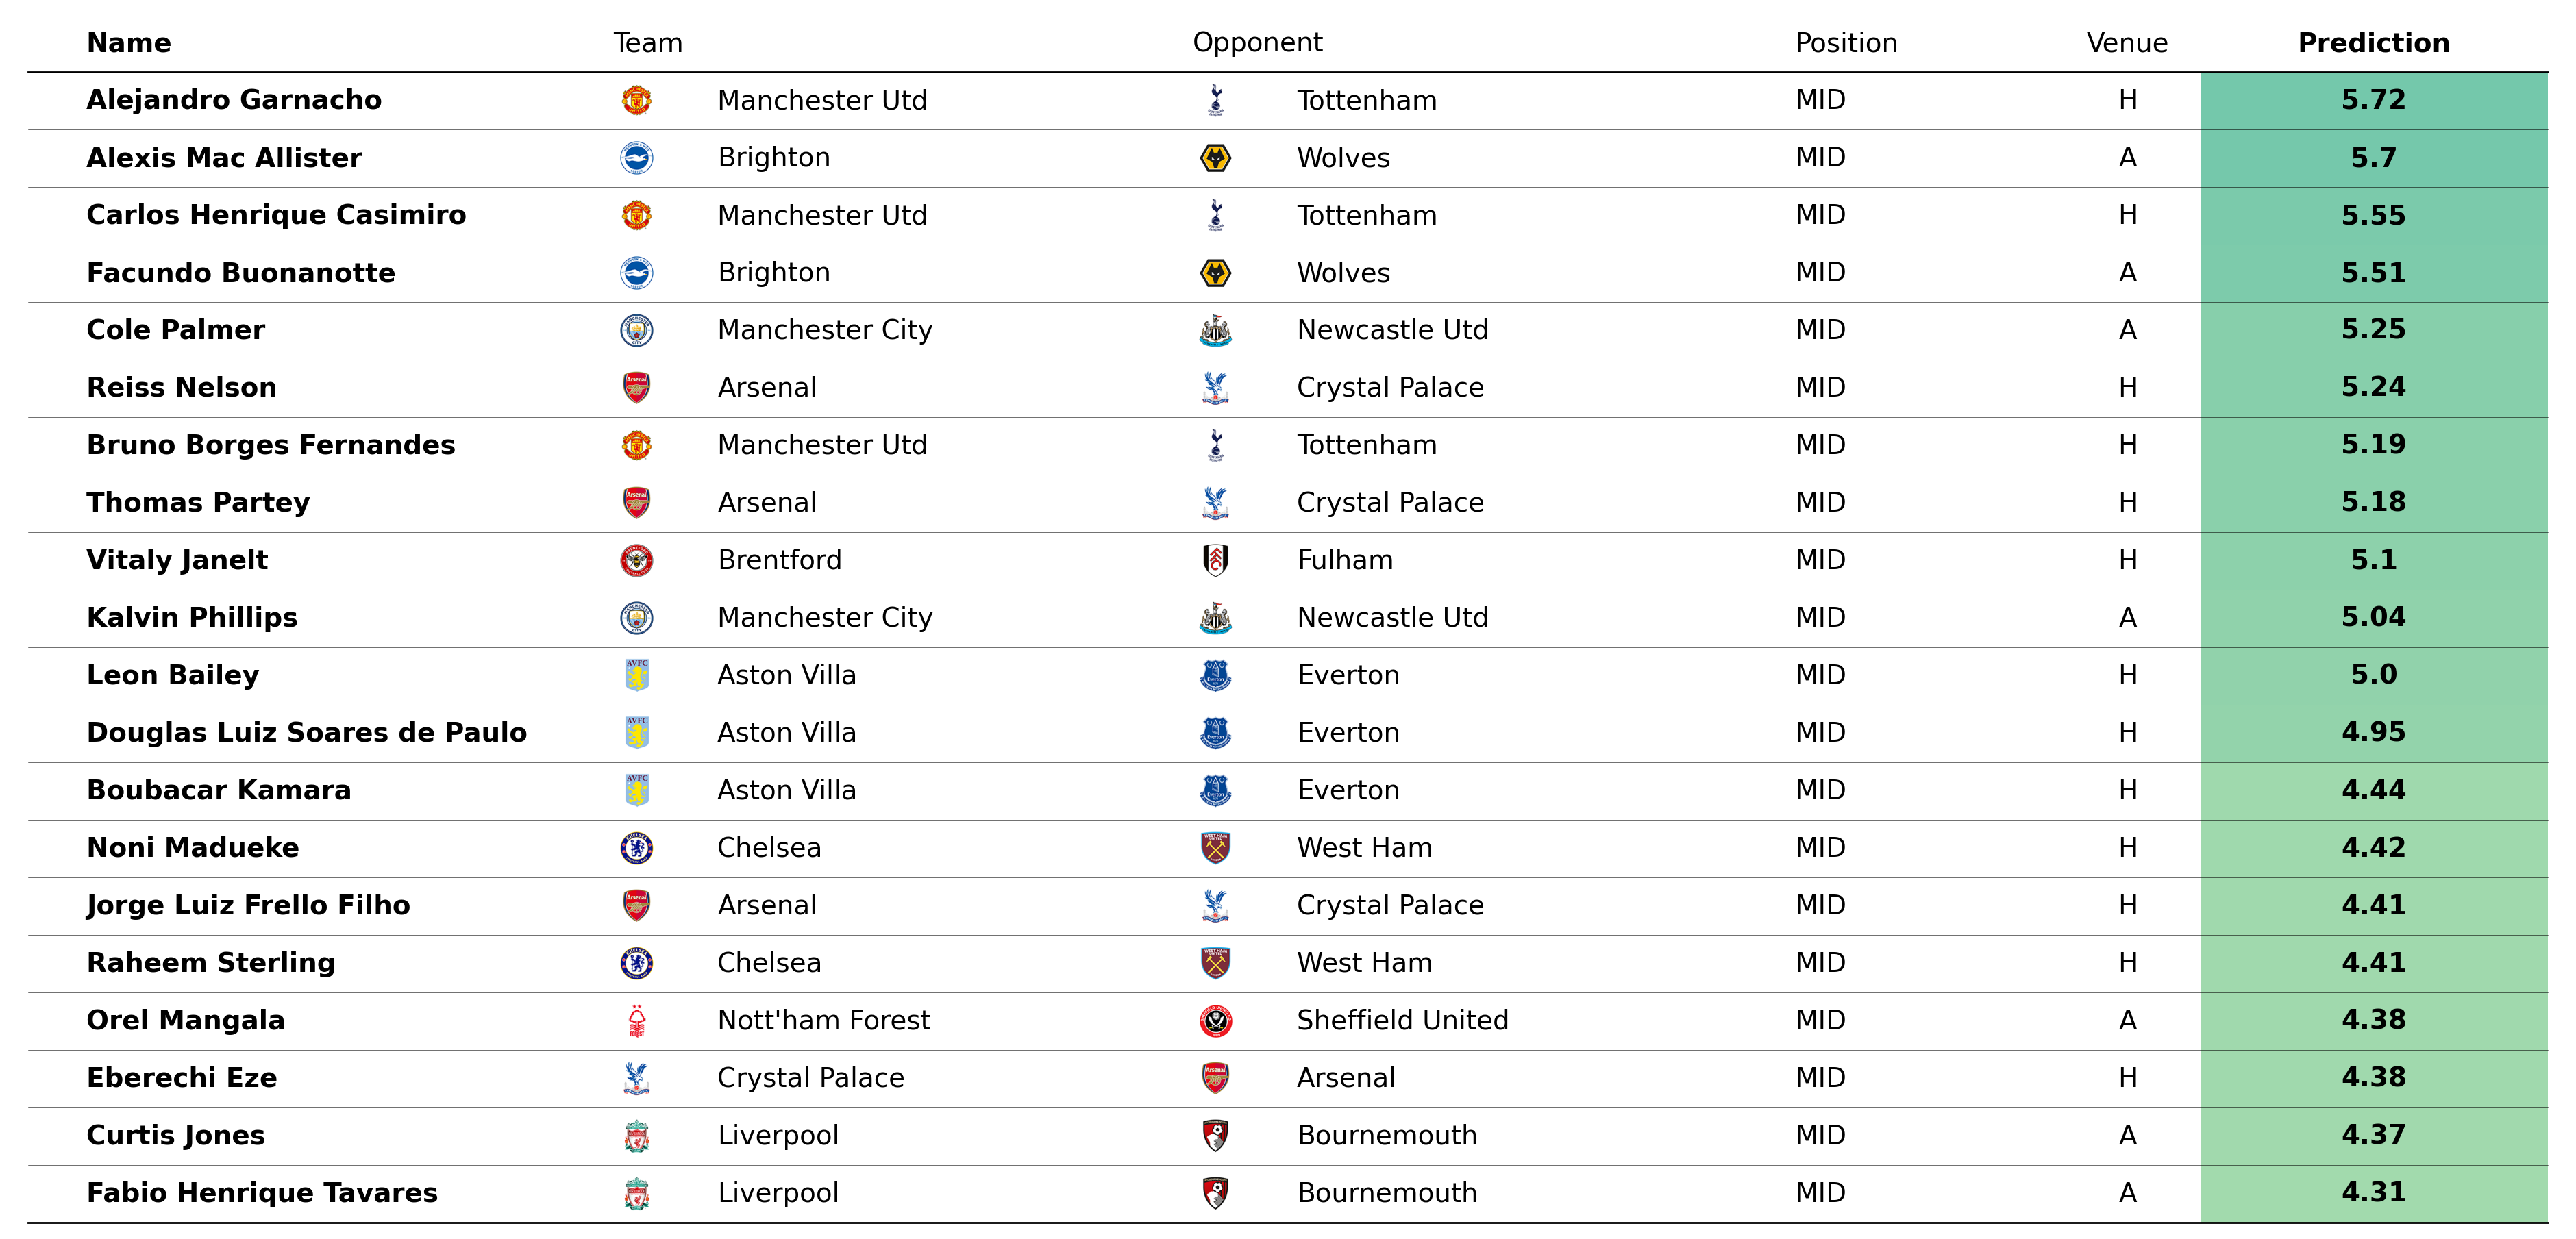 Name Team Opponent Position Venue Prediction
Alejandro Garnacho Manchester Utd Tottenham MID H 5.72
Alexis Mac Allister Brighton Wolves MID A 5.7
Carlos Henrique Casimiro Manchester Utd Tottenham MID H 5.55
Facundo Buonanotte Brighton Wolves MID A 5.51
Cole Palmer Manchester City Newcastle Utd MID A 5.25
Reiss Nelson Arsenal Crystal Palace MID H 5.24
Bruno Borges Fernandes Manchester Utd Tottenham MID H 5.19
Thomas Partey Arsenal Crystal Palace MID H 5.18
Vitaly Janelt Brentford Fulham MID H 5.1
Kalvin Phillips Manchester City Newcastle Utd MID A 5.04
Leon Bailey Aston Villa Everton MID H 5.0
Douglas Luiz Soares de Paulo Aston Villa Everton MID H 4.95
Boubacar Kamara Aston Villa Everton MID H 4.44
Noni Madueke Chelsea West Ham MID H 4.42
Jorge Luiz Frello Filho Arsenal Crystal Palace MID H 4.41
Raheem Sterling Chelsea West Ham MID H 4.41
Orel Mangala Nott'ham Forest Sheffield United MID A 4.38
Eberechi Eze Crystal Palace Arsenal MID H 4.38
Curtis Jones Liverpool Bournemouth MID A 4.37
Fabio Henrique Tavares Liverpool Bournemouth MID A 4.31